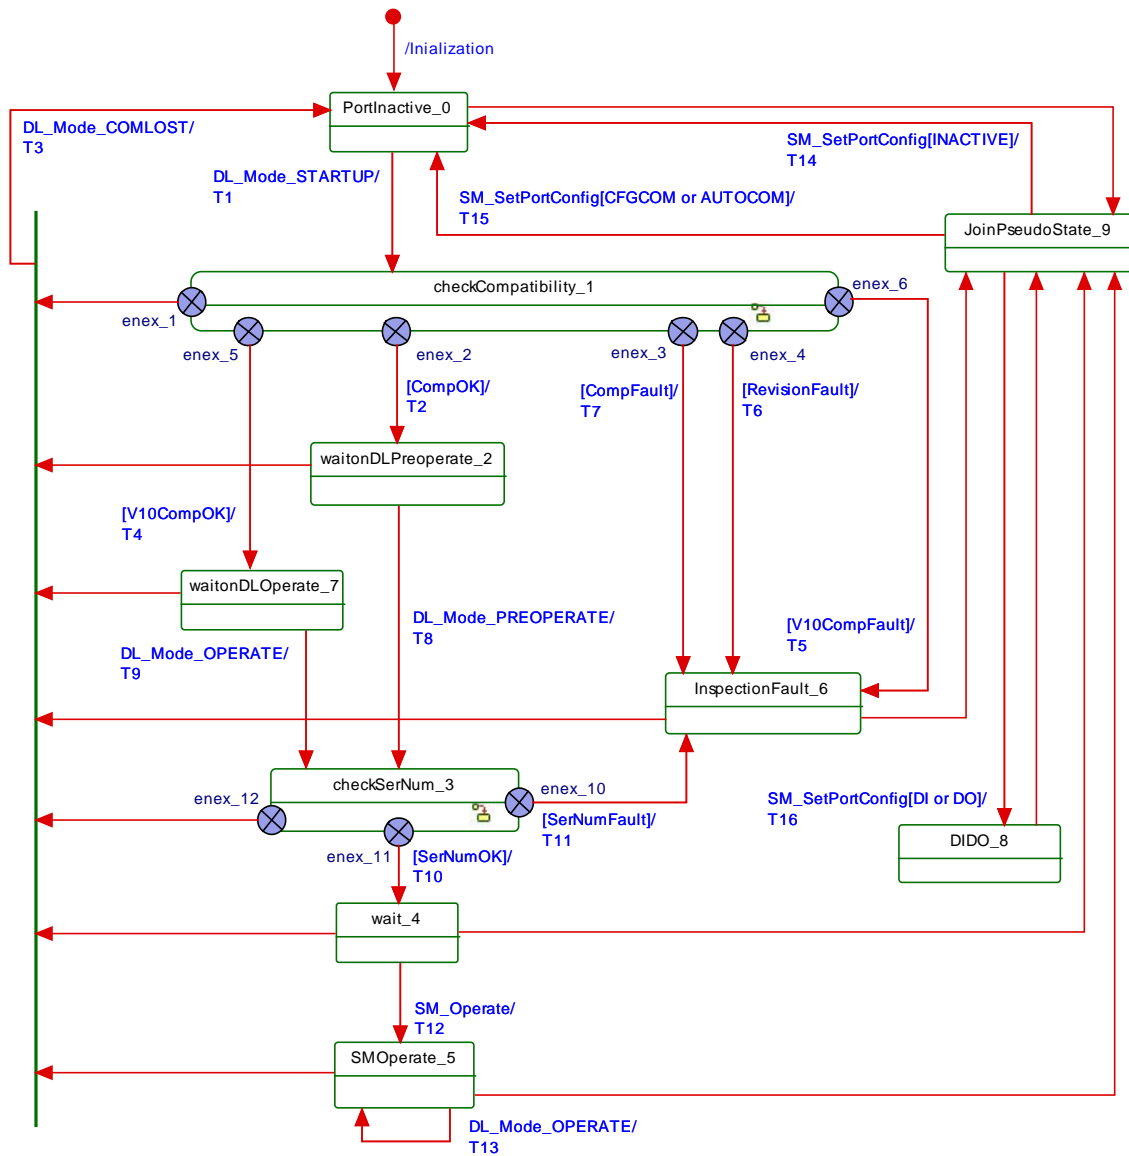 /Inialization
PortInactive_0
DL_Mode_COMLOST/
T3
SM_SetPortConfig[INACTIVE]/
T14
DL_Mode_STARTUP/
T1
SM_SetPortConfig[CFGCOM or AUTOCOM]/
T15
JoinPseudoState_9
checkCompatibility_1
enex_6
enex_1
enex_5
enex_2
enex_3
enex_4
[CompOK]/
T2
[CompFault]/
T7
[RevisionFault]/
T6
waitonDLPreoperate_2
[V10CompOK]/
T4
waitonDLOperate_7
DL_Mode_PREOPERATE/
T8
[V10CompFault]/
T5
DL_Mode_OPERATE/
T9
InspectionFault_6
checkSerNum_3
enex_12
enex_10
SM_SetPortConfig[DI or DO]/
T16
[SerNumFault]/
T11
DIDO_8
enex_11
[SerNumOK]/
T10
wait_4
SM_Operate/
T12
SMOperate_5
DL_Mode_OPERATE/
T13